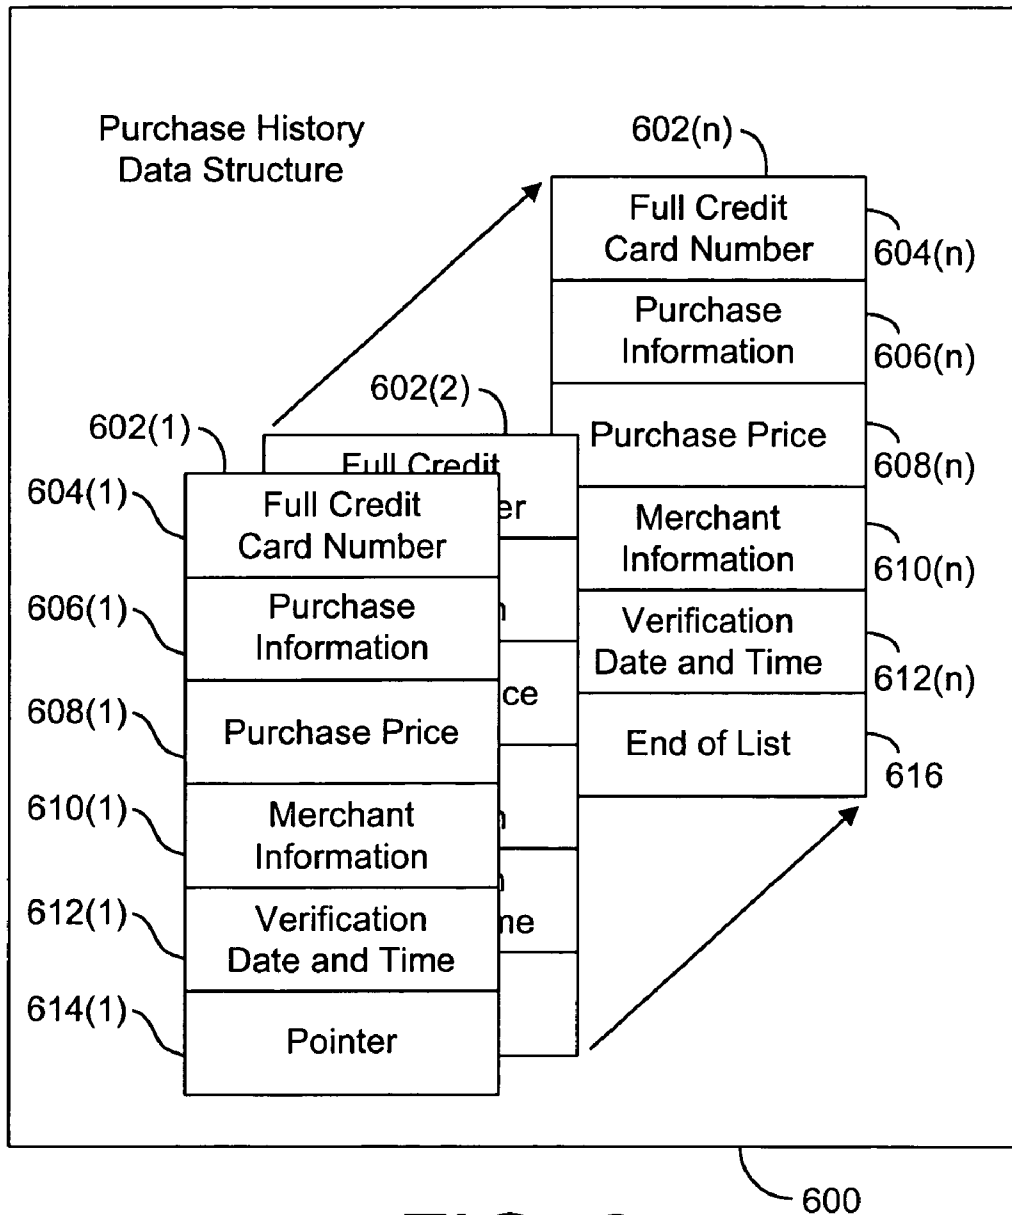 Purchase History
Data Structure
602(n)
Full Credit
Card Number
604(n)
Purchase
Information
606(n)
Purchase Price
608(n)
Merchant
Information
610(n)
Verification
Date and Time
612(n)
End of List
616
602(2)
Full Credit
er
n
ce
n
n
me
602(1)
604(1)
Full Credit
Card Number
606(1)
Purchase
Information
608(1)
Purchase Price
610(1)
Merchant
Information
612(1)
Verification
Date and Time
614(1)
Pointer
600